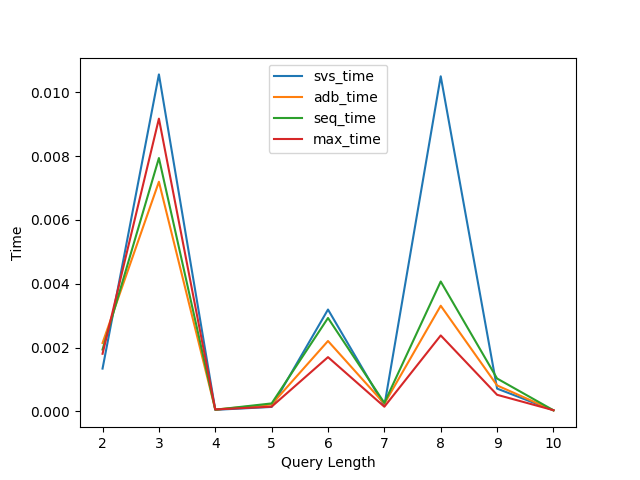 svs_time
adb_time
seq_time
max_time
0.010
0.008
0.006
0.004
0.002
0.000
Time
2 3 4 5 6 7 8 9 10
Query Length